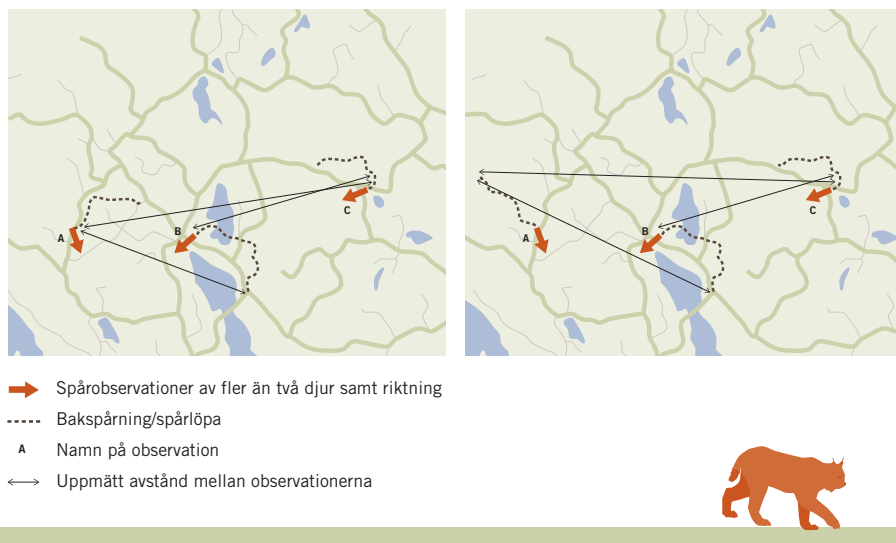 C
B
A
C
B
A
Spårobservationer av fler än två djur samt riktning
Bakspårning/spårlöpa
A Namn på observation
Uppmätt avstånd mellan observationerna